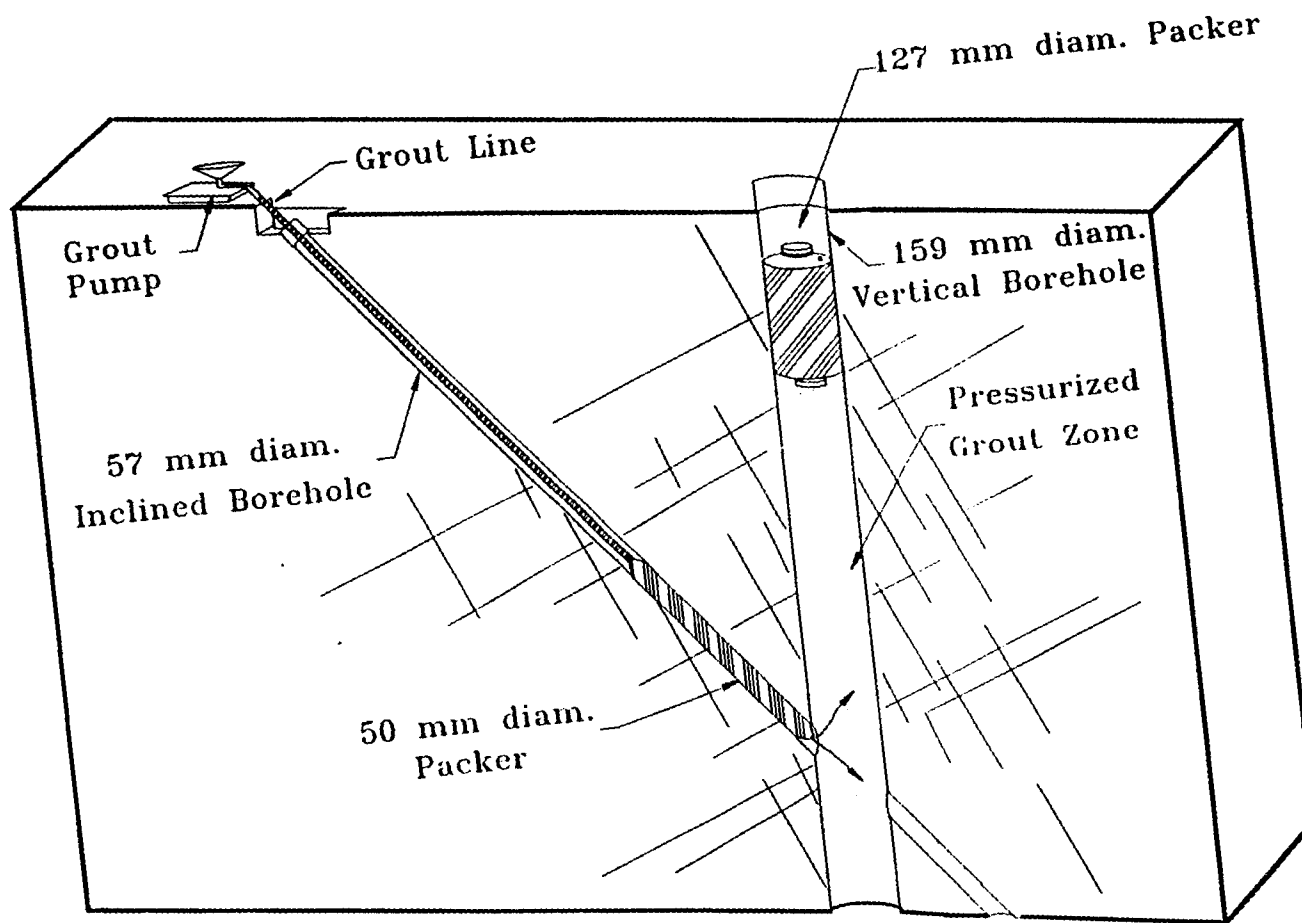 127 mm diam. Packer
Grout Line
Grout
Pump
159 mm diam.
Vertical Borehole
Pressurized
Grout Zone
57 mm diam.
Inclined Borehole
50 mm diam.
Packer